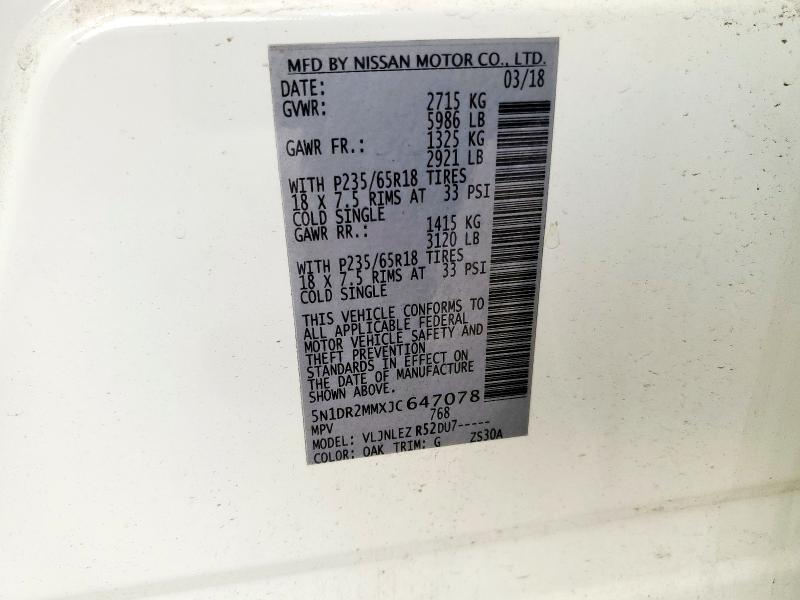 MFD BY NISSAN MOTOR CO., LTD.
DATE: 03/18
GVWR: 2715 KG
5986 LB
GAWR FR.: 1325 KG
2921 LB
WITH P235/65R18 TIRES
18 X 7.5 RIMS AT 33 PSI
COLD SINGLE
GAWR RR.: 1415 KG
3120 LB
WITH P235/65R18 TIRES
18 X 7.5 RIMS AT 33 PSI
COLD SINGLE
THIS VEHICLE CONFORMS TO
ALL APPLICABLE FEDERAL
MOTOR VEHICLE SAFETY AND
THEFT PREVENTION
STANDARDS IN EFFECT ON
THE DATE OF MANUFACTURE
SHOWN ABOVE.
5N1DR2MMXJC647078
MPV 768
MODEL: VLJNLEZ R52DU7-----
COLOR: QAK TRIM: G ZS30A